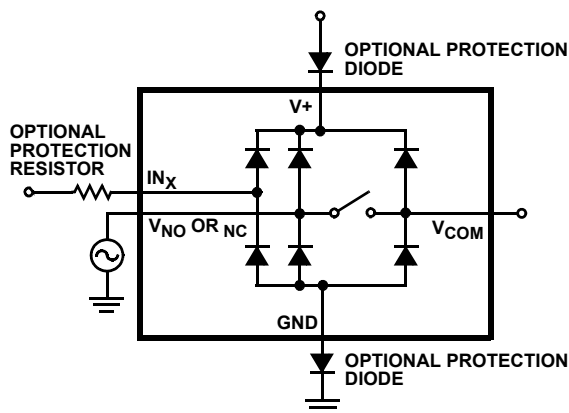 OPTIONAL PROTECTION
DIODE
V+
OPTIONAL
PROTECTION
RESISTOR
INX
VNO OR NC
VCOM
GND
OPTIONAL PROTECTION
DIODE